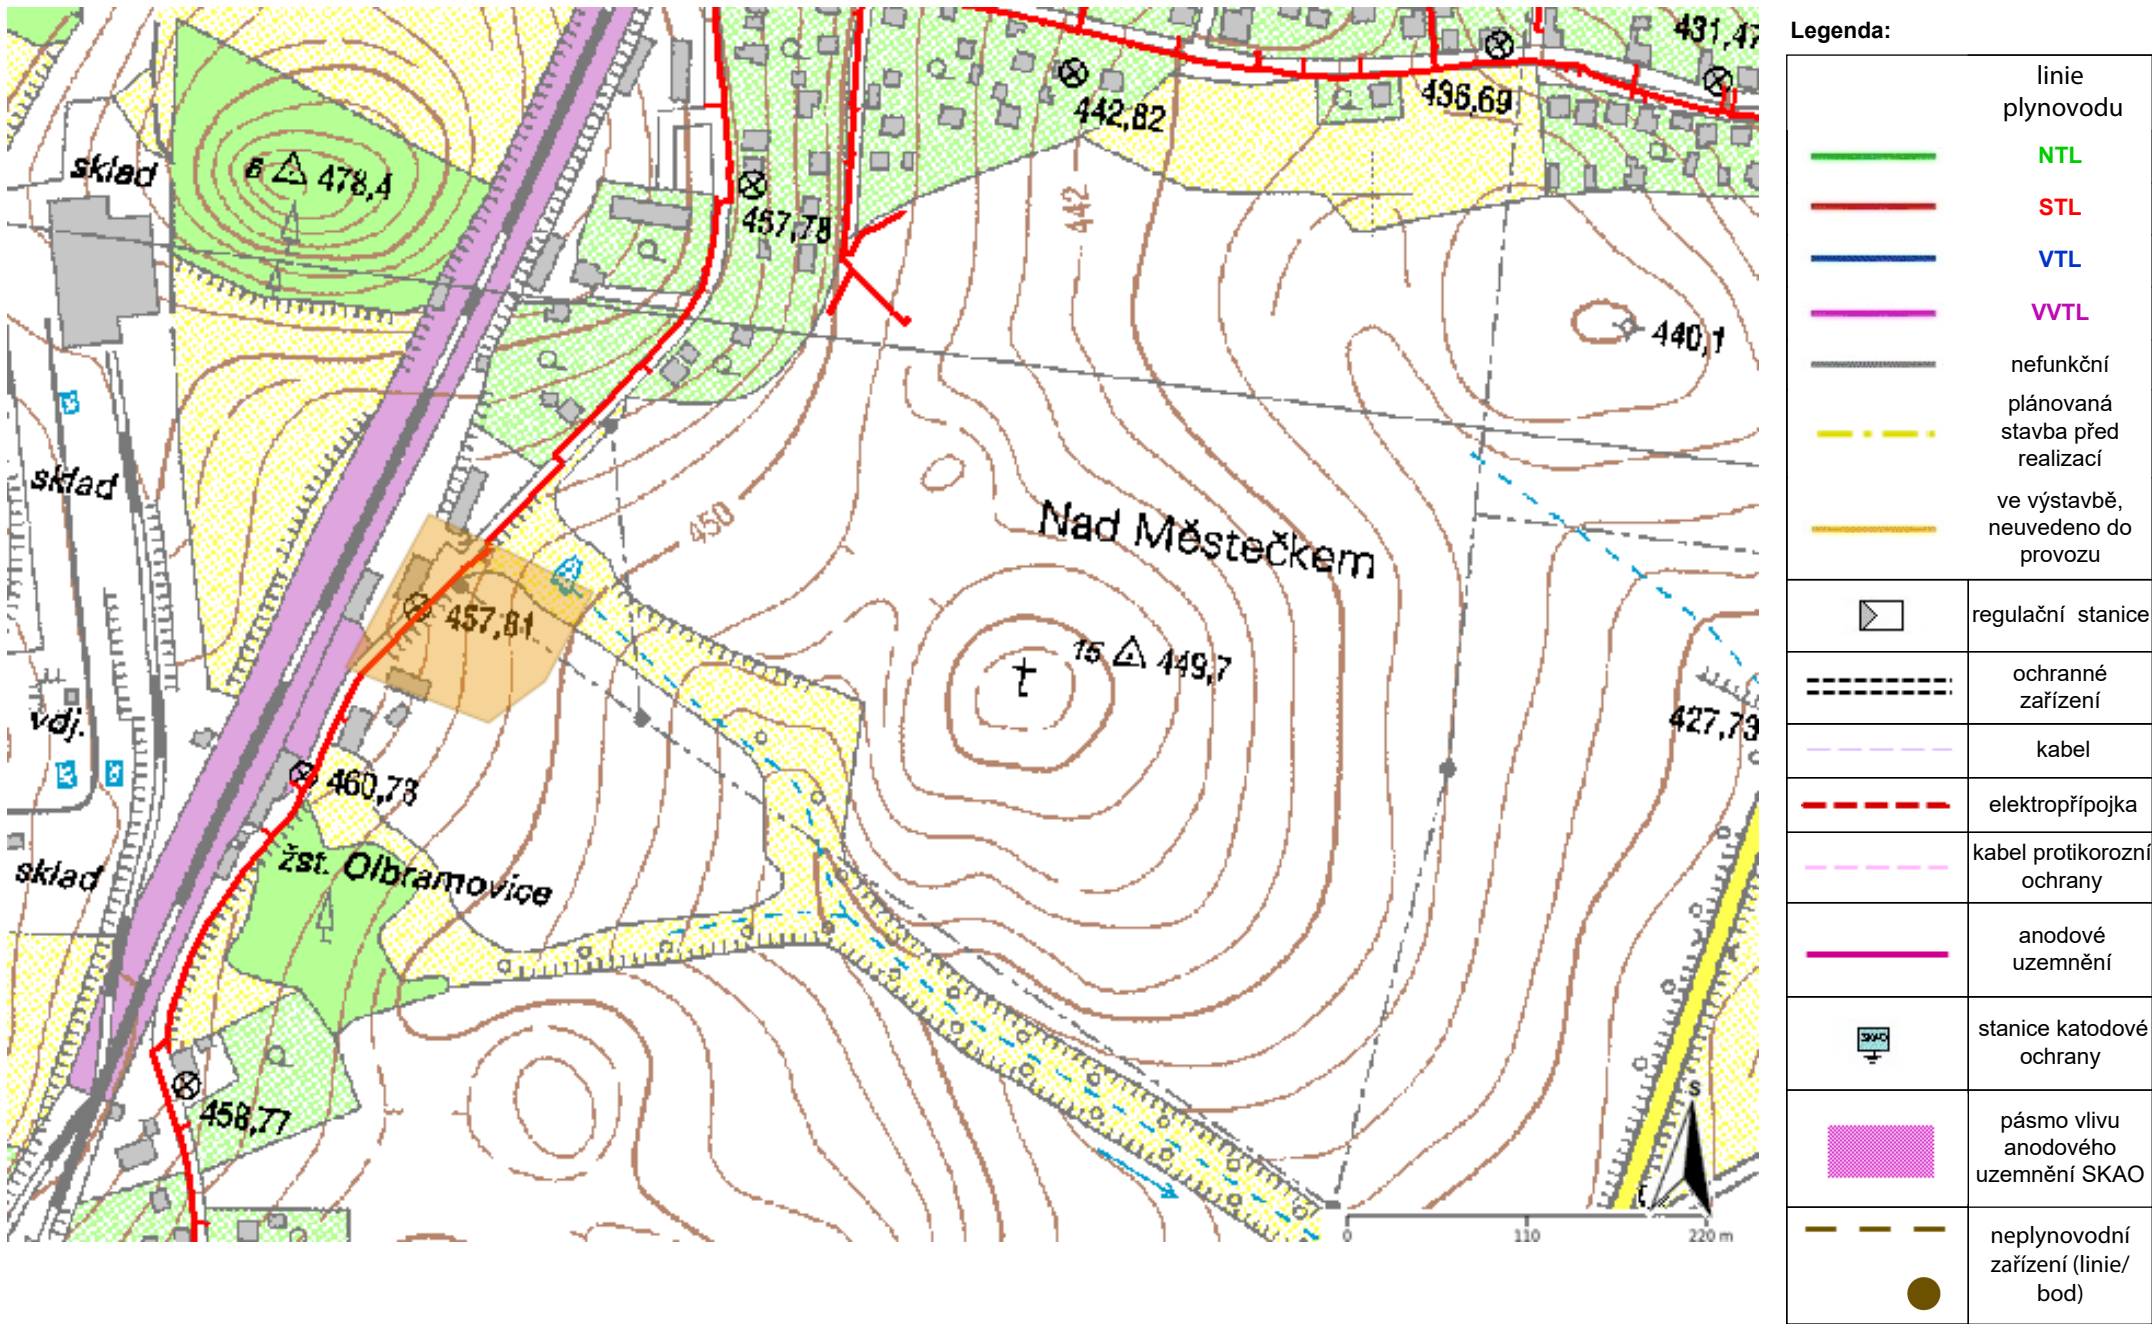 Legenda:
linie
plynovodu
NTL
STL
VTL
VVTL
nefunkční
plánovaná
stavba před
realizací
ve výstavbě,
neuvedeno do
provozu
regulační stanice
ochranné
zařízení
kabel
elektropřípojka
kabel protikorozní
ochrany
anodové
uzemnění
SKAO
stanice katodové
ochrany
pásmo vlivu
anodového
uzemnění SKAO
neplynovodní
zařízení (linie/
bod)
431,47
436,69
442,82
sklad
6 478,4
457,78
442
440,1
sklad
450
Nad Městečkem
457,81
15 449,7
vdj.
427,73
460,73
sklad
žst. Olbramovice
458,77
S
0 110 220 m